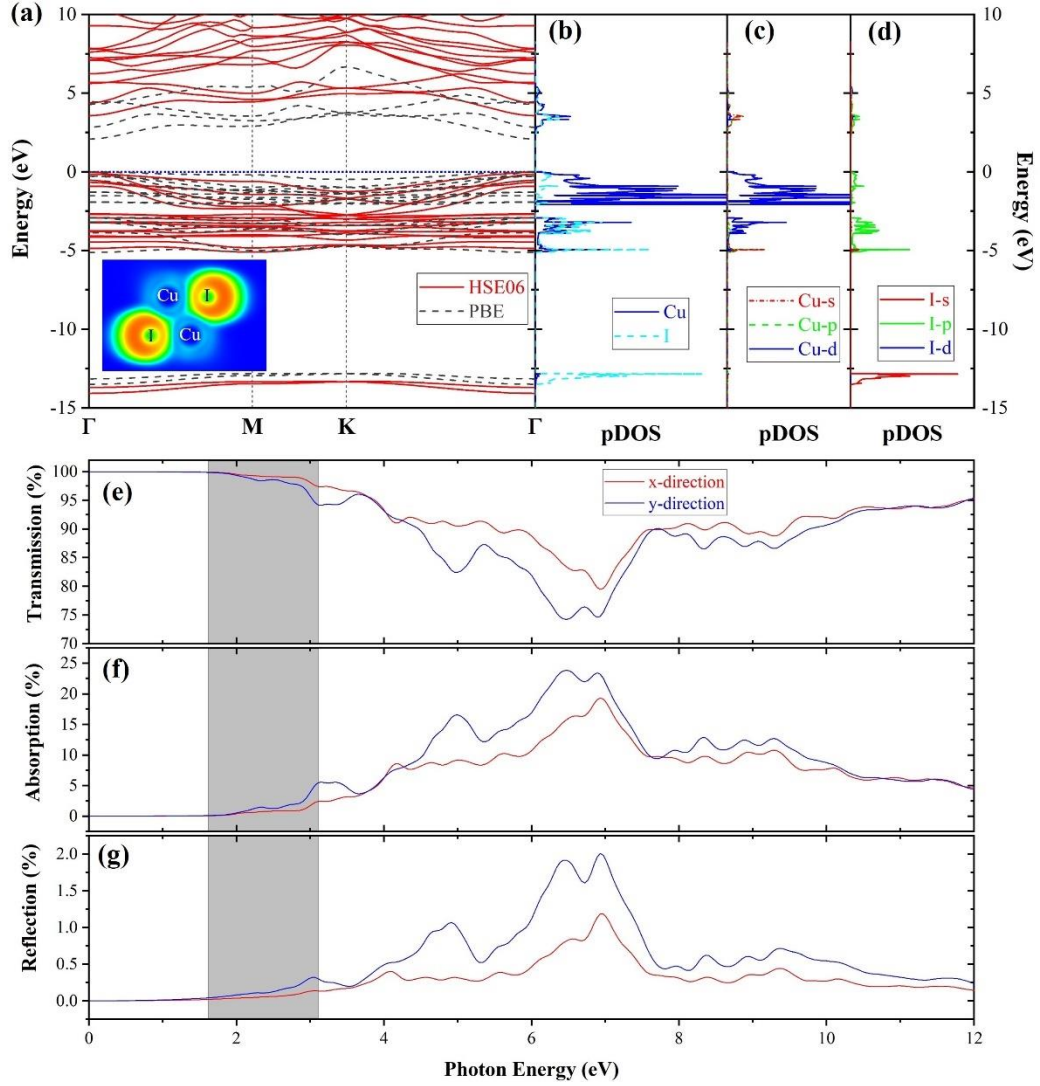 (a) (b) (c) (d)
10 10
5 5
0 0
-5 -5
-10 -10
-15 -15
Energy (eV)
Energy (eV)
Cu I
I Cu
HSE06
PBE
Cu
I
Cu-s
Cu-p
Cu-d
I-s
I-p
I-d
Γ M K Γ
pDOS pDOS pDOS
(e)
Transmission (%)
100
95
90
85
80
75
70
x-direction
y-direction
(f)
Absorption (%)
25
20
15
10
5
0
(g)
Reflection (%)
2.0
1.5
1.0
0.5
0.0
0 2 4 6 8 10 12
Photon Energy (eV)